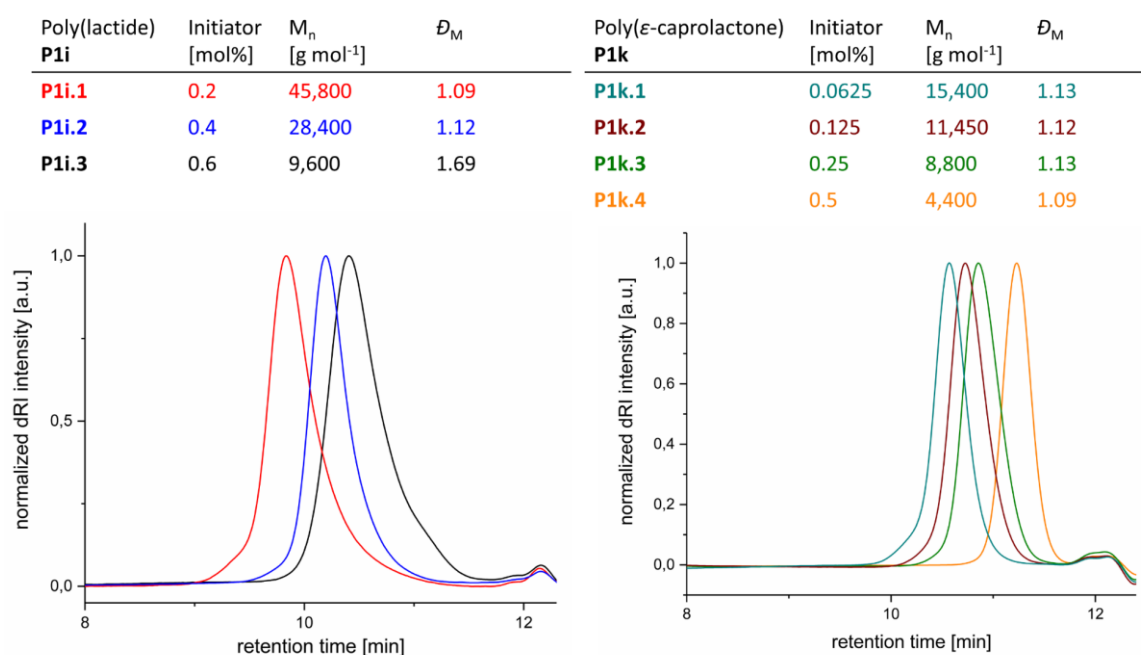 Poly(lactide) Initiator Mₙ ĐM
P1i [mol%] [g mol⁻¹]
P1i.1 0.2 45,800 1.09
P1i.2 0.4 28,400 1.12
P1i.3 0.6 9,600 1.69
Poly(ε-caprolactone) Initiator Mₙ ĐM
P1k [mol%] [g mol⁻¹]
P1k.1 0.0625 15,400 1.13
P1k.2 0.125 11,450 1.12
P1k.3 0.25 8,800 1.13
P1k.4 0.5 4,400 1.09
normalized dRI intensity [a.u.]
1,0
0,5
0,0
8 10 12
retention time [min]
normalized dRI intensity [a.u.]
1,0
0,8
0,6
0,4
0,2
0,0
8 10 12
retention time [min]